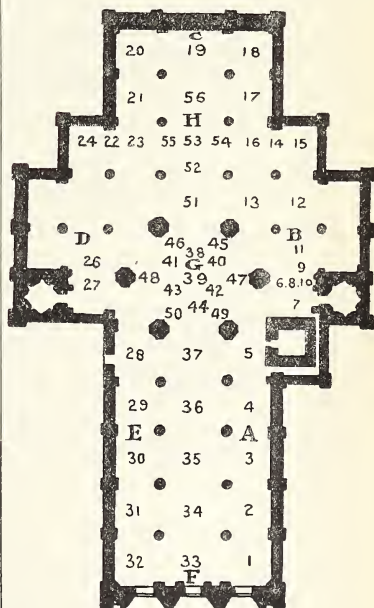 C
20 19 18
21 56 17
H
24 22 23 55 53 54 16 14 15
52
51 13 12
46 45 B
D 38 11
26 41 G 40 9
48 39 47 6.8.10
27 43 42 7
44
50 49
28 37 5
29 36 4
E A
30 35 3
31 34 2
32 33 1
F